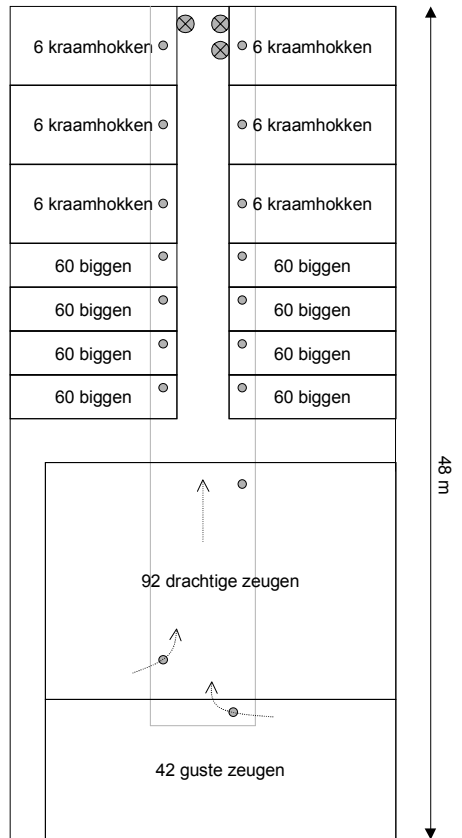 6 kraamhokken 6 kraamhokken
6 kraamhokken 6 kraamhokken
6 kraamhokken 6 kraamhokken
60 biggen 60 biggen
60 biggen 60 biggen
60 biggen 60 biggen
60 biggen 60 biggen
48 m
92 drachtige zeugen
42 guste zeugen